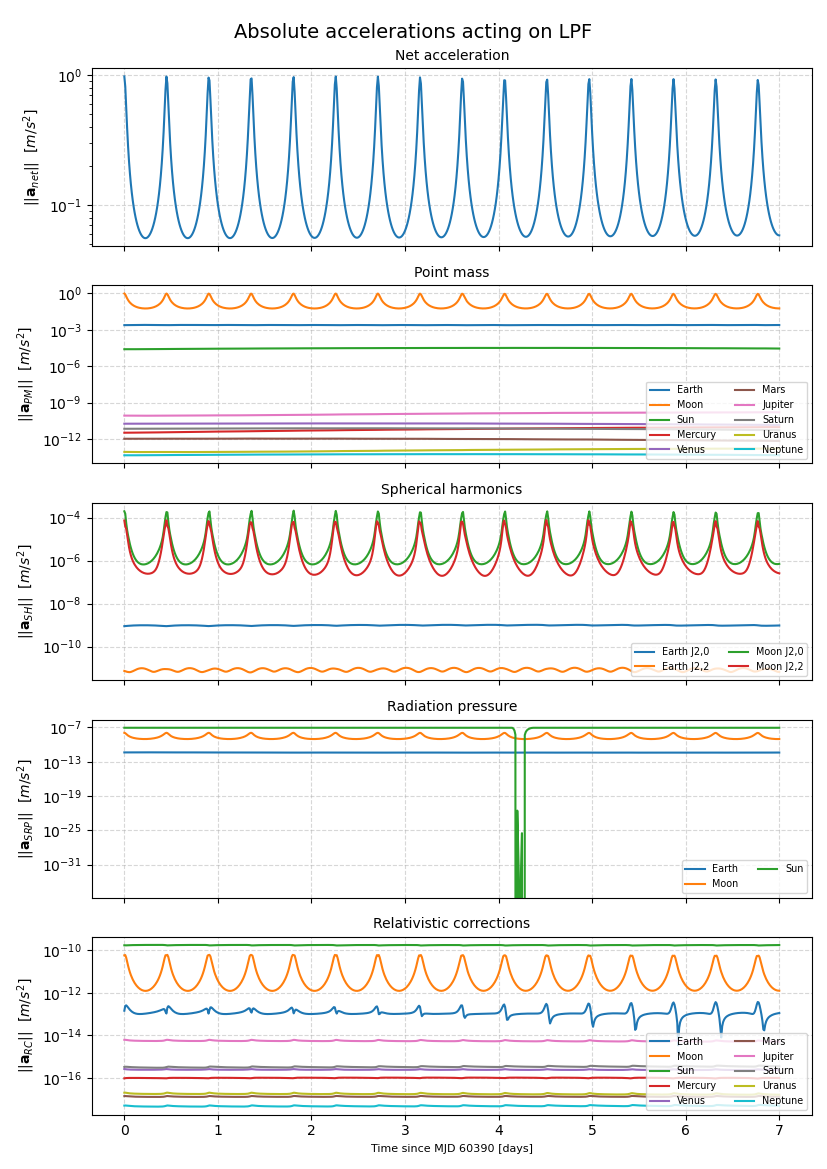 Absolute accelerations acting on LPF
Net acceleration
10^0
10^-1
||a_net|| [m/s^2]
Point mass
10^0
10^-3
10^-6
10^-9
10^-12
||a_PM|| [m/s^2]
Earth Mars
Moon Jupiter
Sun Saturn
Mercury Uranus
Venus Neptune
Spherical harmonics
10^-4
10^-6
10^-8
10^-10
||a_SH|| [m/s^2]
Earth J2,0 Moon J2,0
Earth J2,2 Moon J2,2
Radiation pressure
10^-7
10^-13
10^-19
10^-25
10^-31
||a_SRP|| [m/s^2]
Earth Sun
Moon
Relativistic corrections
10^-10
10^-12
10^-14
10^-16
||a_RC|| [m/s^2]
Earth Mars
Moon Jupiter
Sun Saturn
Mercury Uranus
Venus Neptune
0 1 2 3 4 5 6 7
Time since MJD 60390 [days]